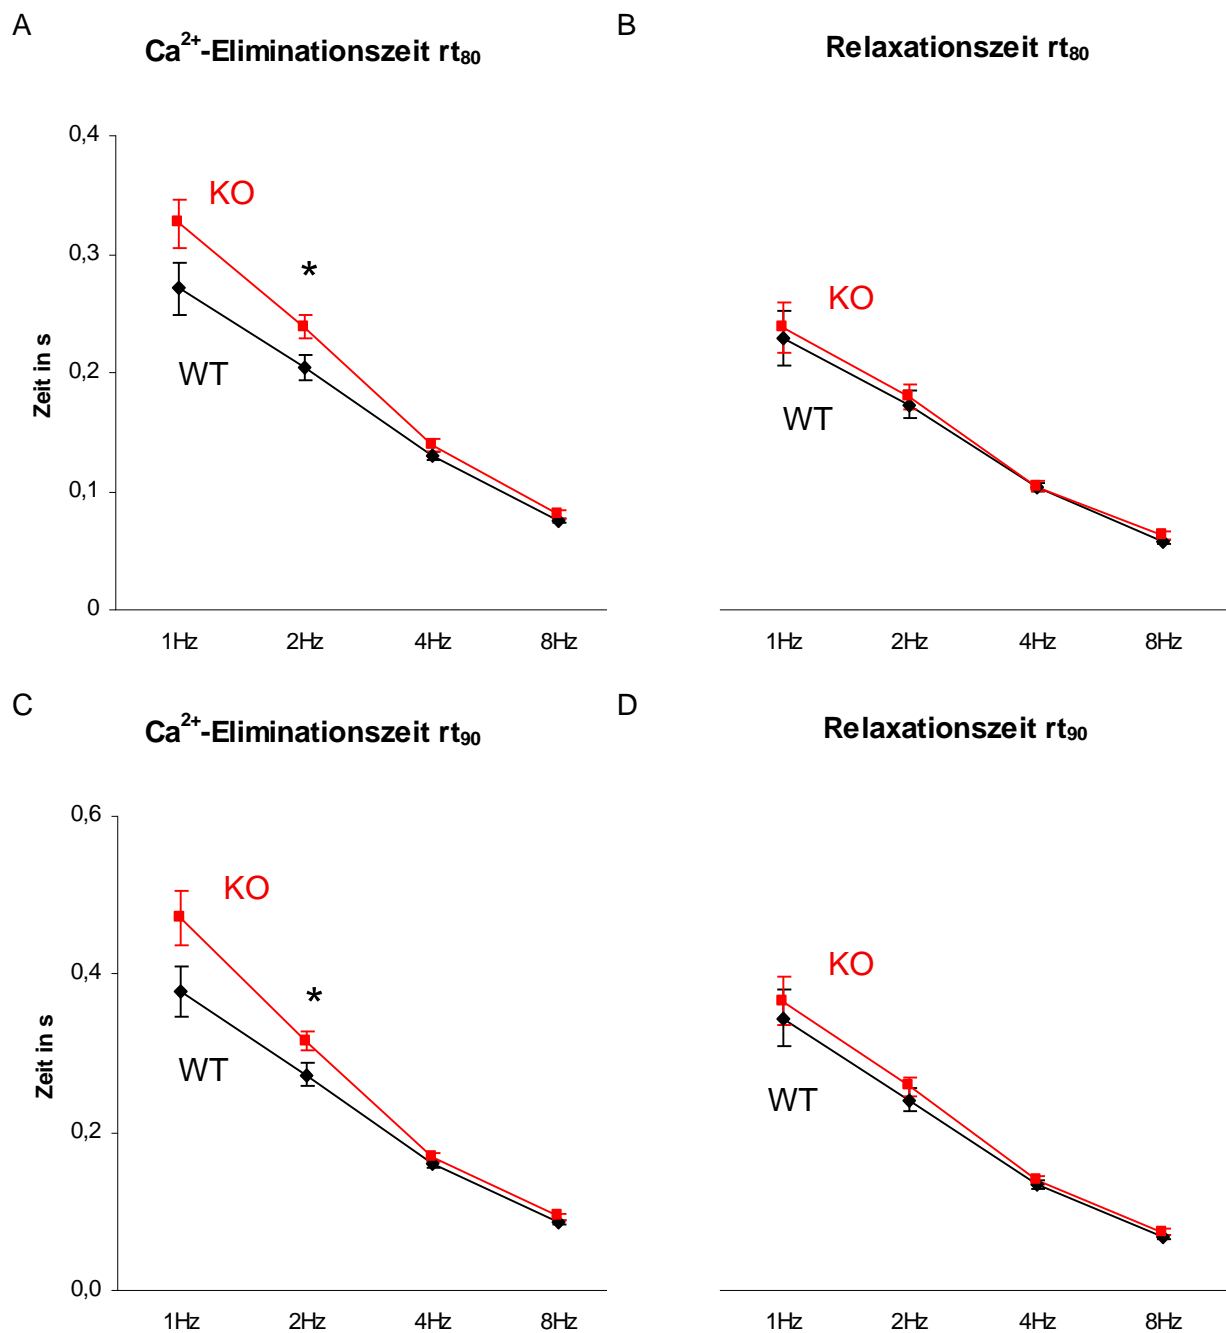 A
Ca²⁺-Eliminationszeit rt₈₀
0,4
0,3
0,2
0,1
0
Zeit in s
KO
*
WT
1Hz 2Hz 4Hz 8Hz
B
Relaxationszeit rt₈₀
KO
WT
1Hz 2Hz 4Hz 8Hz
C
Ca²⁺-Eliminationszeit rt₉₀
0,6
0,4
0,2
0,0
Zeit in s
KO
*
WT
1Hz 2Hz 4Hz 8Hz
D
Relaxationszeit rt₉₀
KO
WT
1Hz 2Hz 4Hz 8Hz